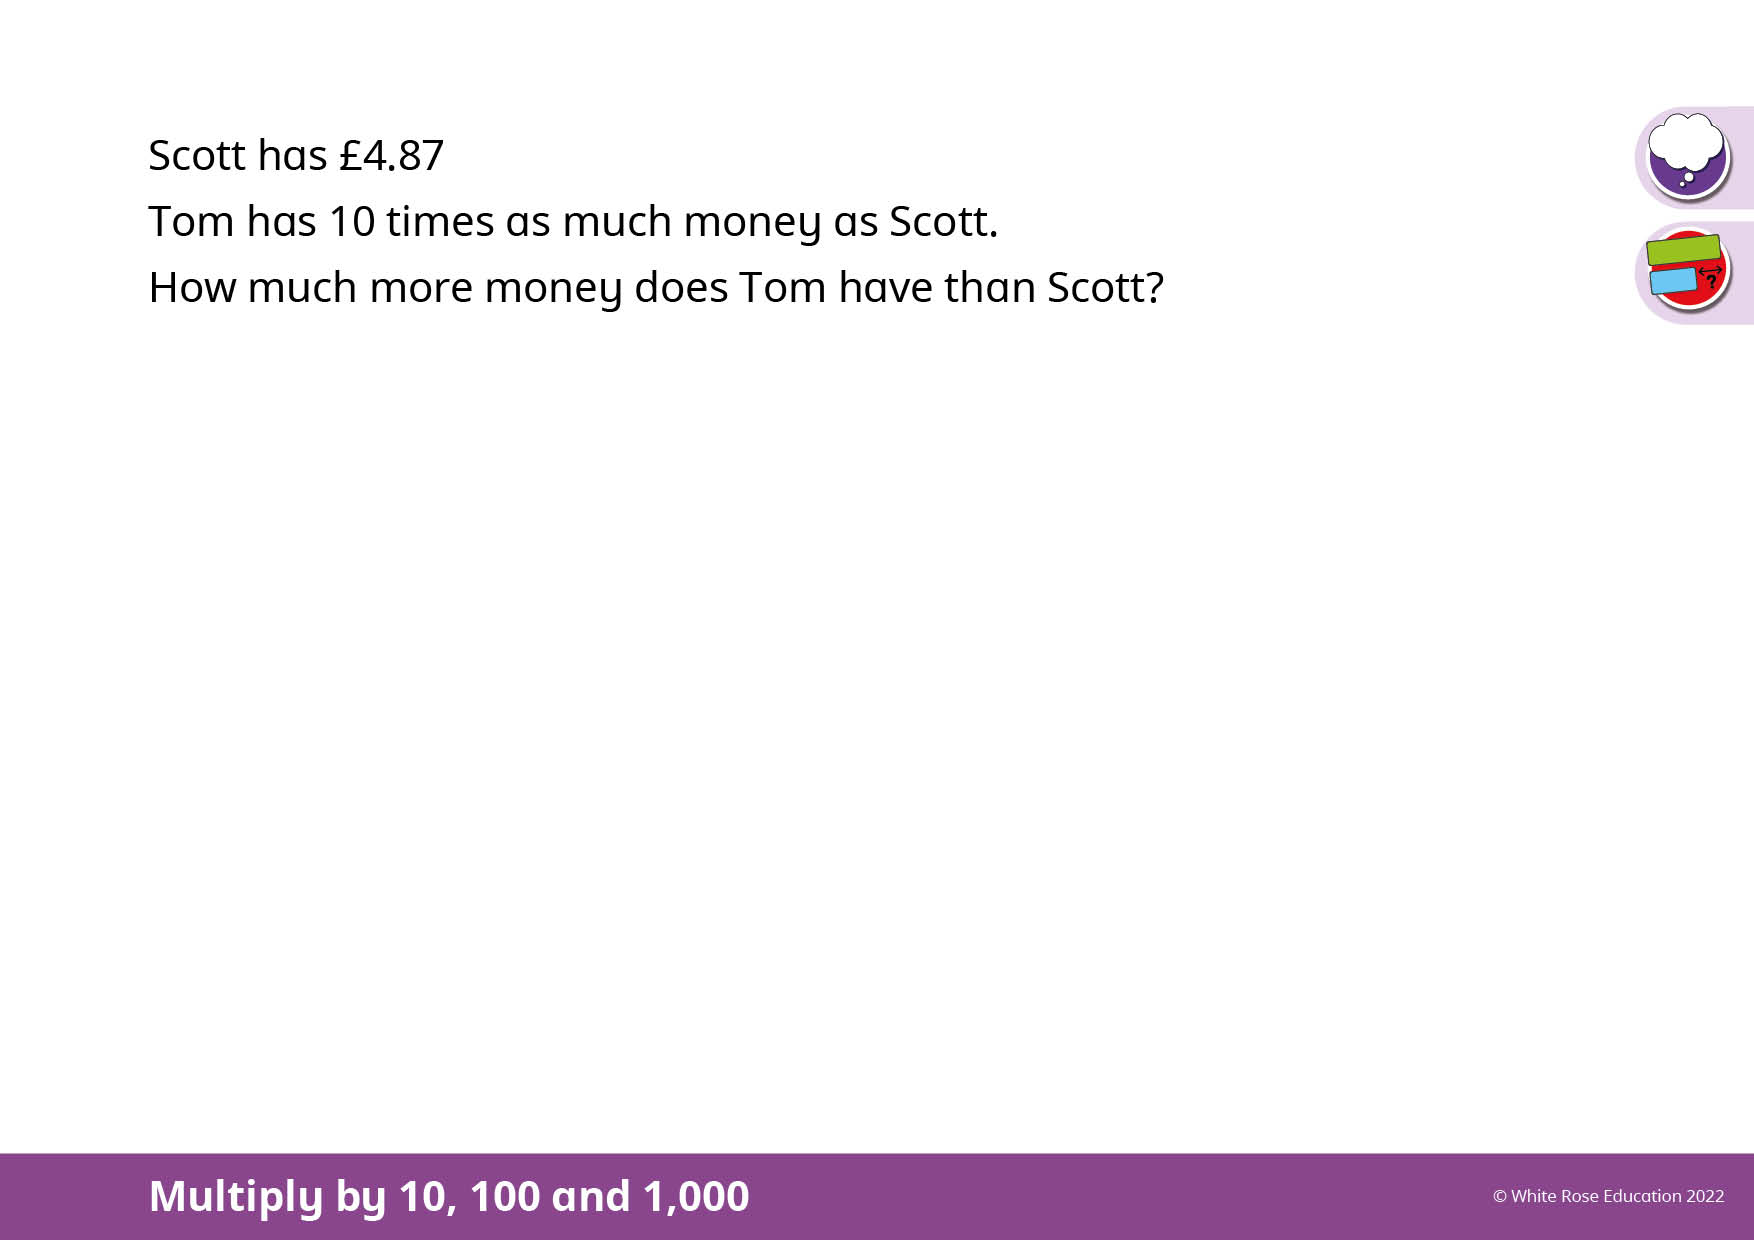 Scott has £4.87
Tom has 10 times as much money as Scott.
How much more money does Tom have than Scott?
?
Multiply by 10, 100 and 1,000
© White Rose Education 2022